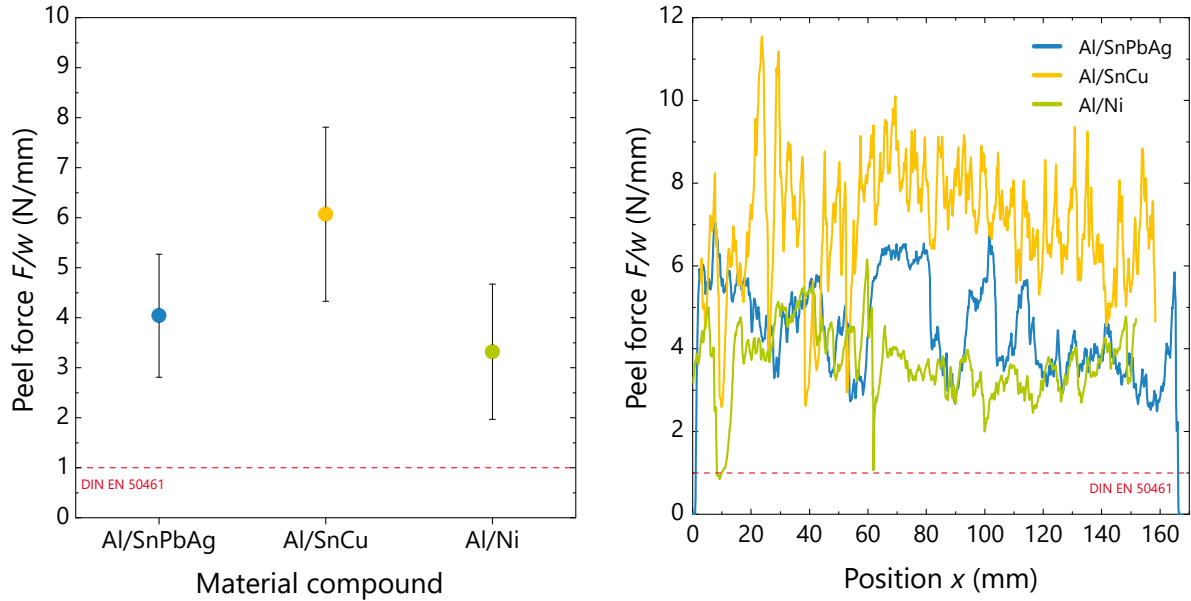 10
9
8
7
6
5
4
3
2
1
0
Peel force F/w (N/mm)
DIN EN 50461
Al/SnPbAg
Al/SnCu
Al/Ni
Material compound
12
10
8
6
4
2
0
Peel force F/w (N/mm)
Al/SnPbAg
Al/SnCu
Al/Ni
DIN EN 50461
0 20 40 60 80 100 120 140 160
Position x (mm)